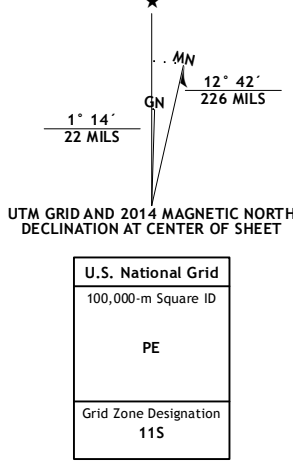 ★
MN
GN
12° 42´
226 MILS
1° 14´
22 MILS
UTM GRID AND 2014 MAGNETIC NORTH
DECLINATION AT CENTER OF SHEET
U.S. National Grid
100,000-m Square ID
PE
Grid Zone Designation
11S